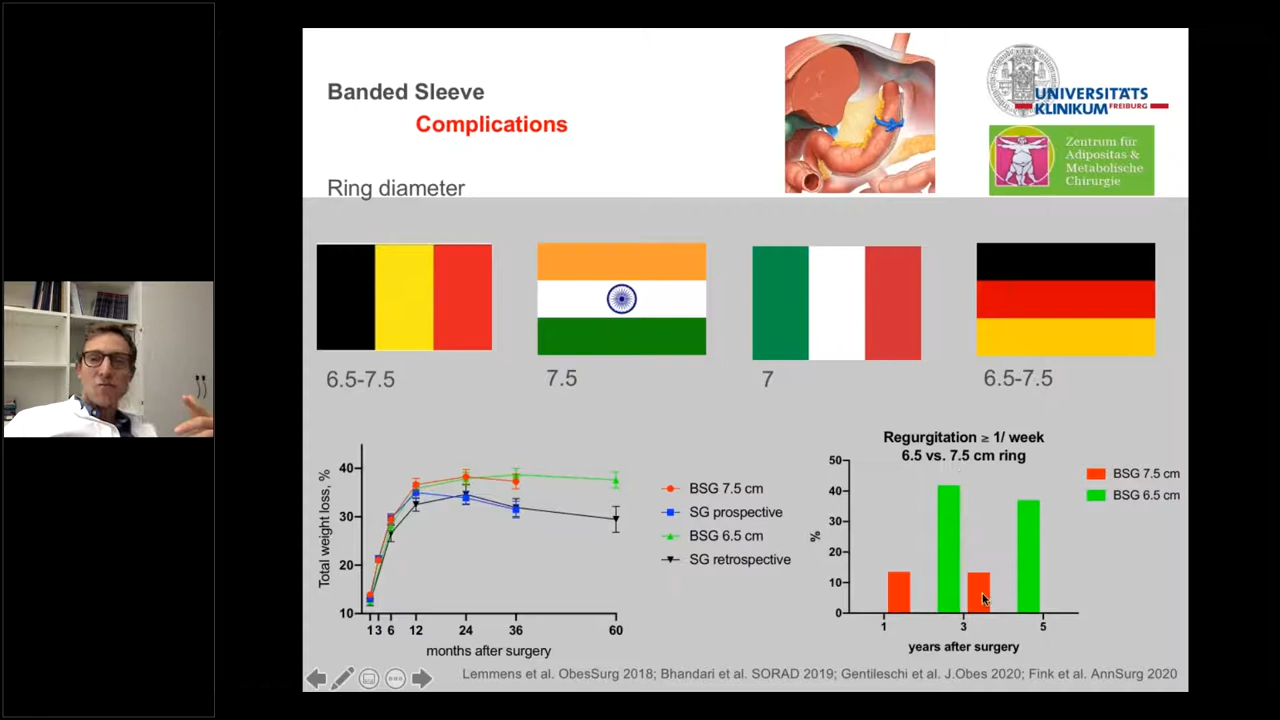 Banded Sleeve
Complications
Ring diameter
UNIVERSITÄTS
KLINIKUM FREIBURG
Zentrum für
Adipositas &
Metabolische
Chirurgie
6.5-7.5
7.5
7
6.5-7.5
Total weight loss, %
40
30
20
10
1 3 6 12 24 36 60
months after surgery
BSG 7.5 cm
SG prospective
BSG 6.5 cm
SG retrospective
Regurgitation ≥ 1/ week
6.5 vs. 7.5 cm ring
%
50
40
30
20
10
0
1 3 5
years after surgery
BSG 7.5 cm
BSG 6.5 cm
Lemmens et al. ObesSurg 2018; Bhandari et al. SORAD 2019; Gentileschi et al. J.Obes 2020; Fink et al. AnnSurg 2020